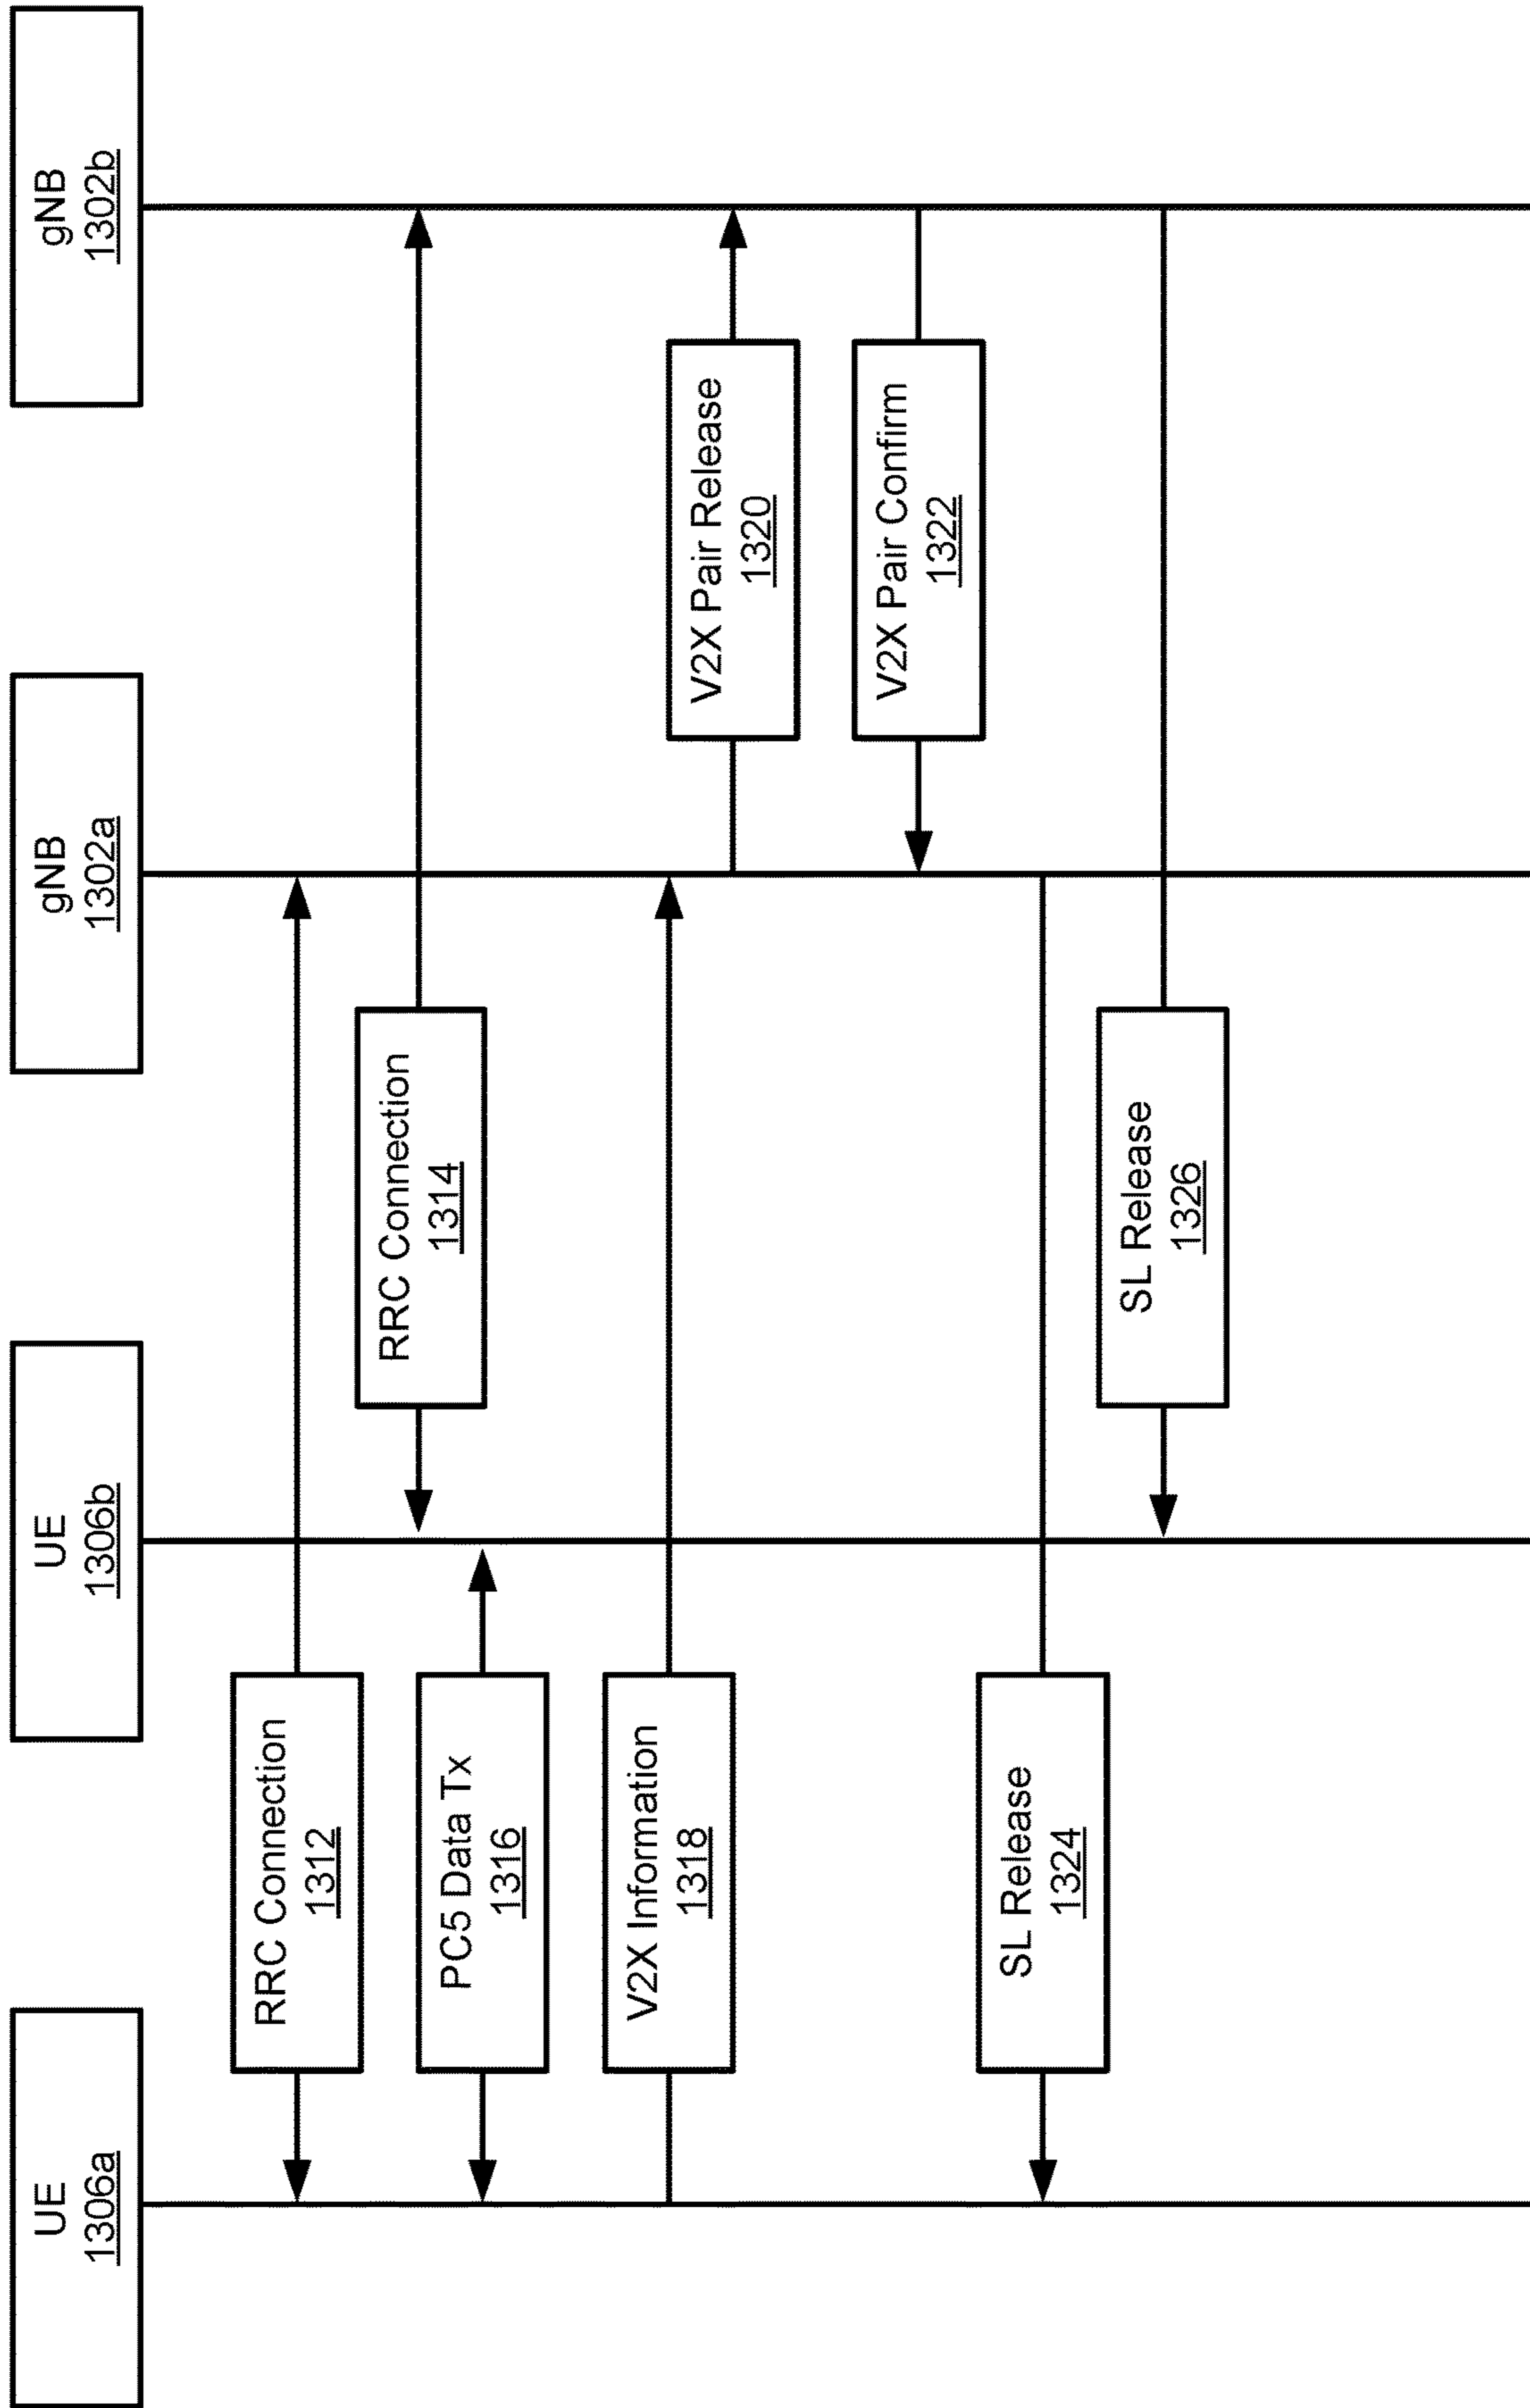 UE
1306a
UE
1306b
gNB
1302a
gNB
1302b
RRC Connection
1312
RRC Connection
1314
PC5 Data Tx
1316
V2X Information
1318
V2X Pair Release
1320
V2X Pair Confirm
1322
SL Release
1324
SL Release
1326